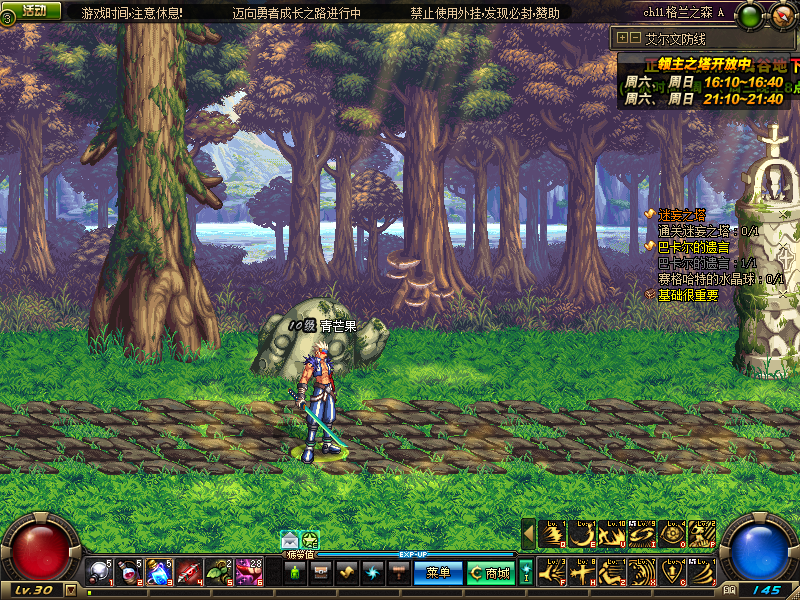 活动
游戏时间,注意休息! 迈向勇者成长之路进行中 禁止使用外挂,发现必封,赞助
ch11.格兰之森 A
艾尔文防线
领主之塔开放中
周六、 周日 16:10~16:40
周六、 周日 21:10~21:40
迷妄之塔
通关迷妄之塔:0/1
巴卡尔的遗言
巴卡尔的遗言:1/1
赛格哈特的水晶球:0/1
基础很重要
10级 青芒果
疲劳值
EXP-UP
菜单
商城
Lv.30
SP
145